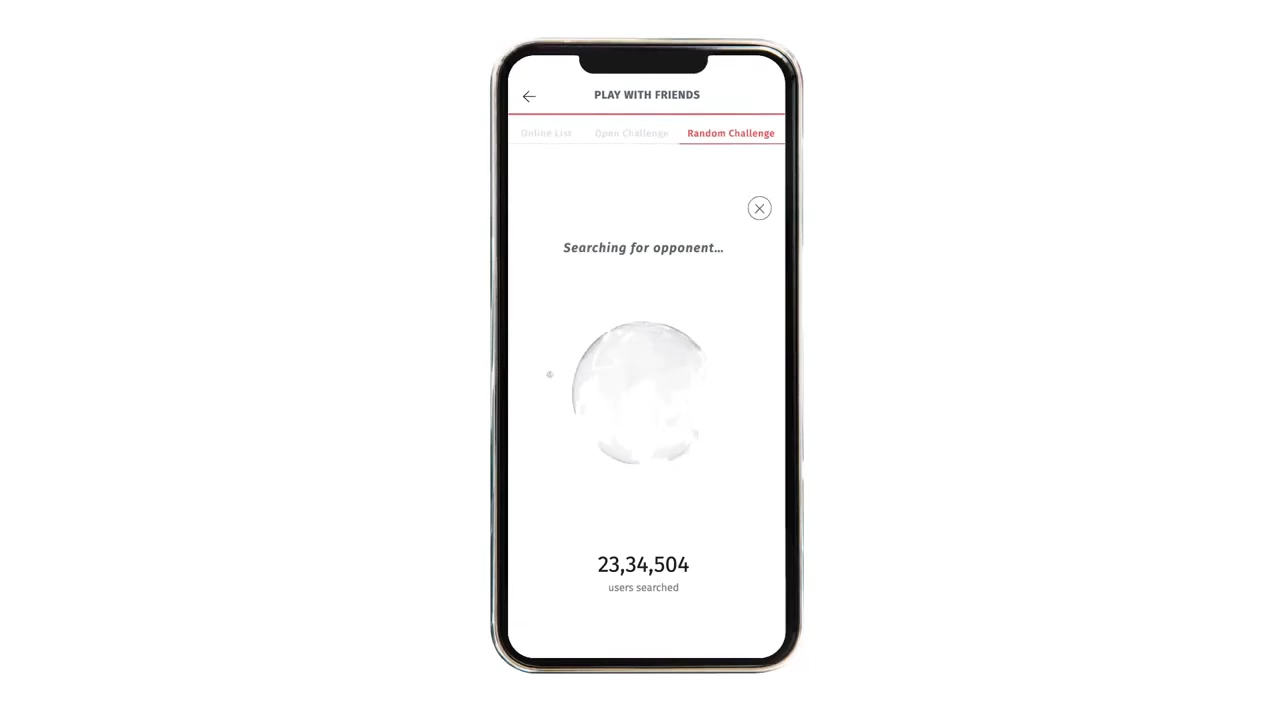 PLAY WITH FRIENDS
Online List Open Challenge Random Challenge
Searching for opponent...
23,34,504
users searched